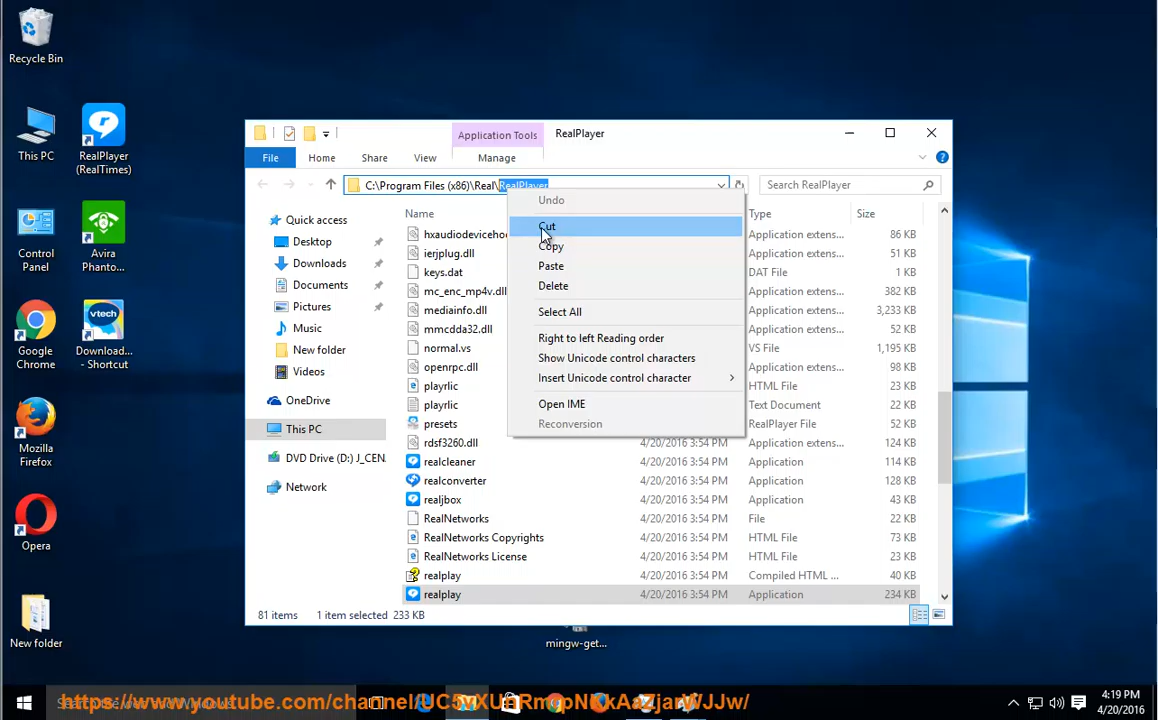 Recycle Bin
This PC
RealPlayer
(RealTimes)
Control
Panel
Avira
Phanto...
Google
Chrome
Download...
- Shortcut
Mozilla
Firefox
Opera
New folder
Application Tools
RealPlayer
File
Home
Share
View
Manage
C:\Program Files (x86)\Real\RealPlayer
Search RealPlayer
Quick access
Desktop
Downloads
Documents
Pictures
Music
New folder
Videos
OneDrive
This PC
DVD Drive (D:) J_CEN
Network
Name
Type
Size
hxaudiodeviceho
Application extens...
86 KB
ierjplug.dll
Application extens...
51 KB
keys.dat
DAT File
1 KB
mc_enc_mp4v.dll
Application extens...
382 KB
mediainfo.dll
Application extens...
3,233 KB
mmcdda32.dll
Application extens...
52 KB
normal.vs
VS File
1,195 KB
openrpc.dll
Application extens...
98 KB
playrlic
HTML File
23 KB
playrlic
Text Document
22 KB
presets
RealPlayer File
52 KB
rdsf3260.dll
4/20/2016 3:54 PM
Application extens...
124 KB
realcleaner
4/20/2016 3:54 PM
Application
114 KB
realconverter
4/20/2016 3:54 PM
Application
128 KB
realjbox
4/20/2016 3:54 PM
Application
43 KB
RealNetworks
4/20/2016 3:54 PM
File
22 KB
RealNetworks Copyrights
4/20/2016 3:54 PM
HTML File
73 KB
RealNetworks License
4/20/2016 3:54 PM
HTML File
23 KB
realplay
4/20/2016 3:54 PM
Compiled HTML ...
40 KB
realplay
4/20/2016 3:54 PM
Application
234 KB
Undo
Cut
Copy
Paste
Delete
Select All
Right to left Reading order
Show Unicode control characters
Insert Unicode control character
Open IME
Reconversion
81 items
1 item selected 233 KB
mingw-get...
4:19 PM
4/20/2016